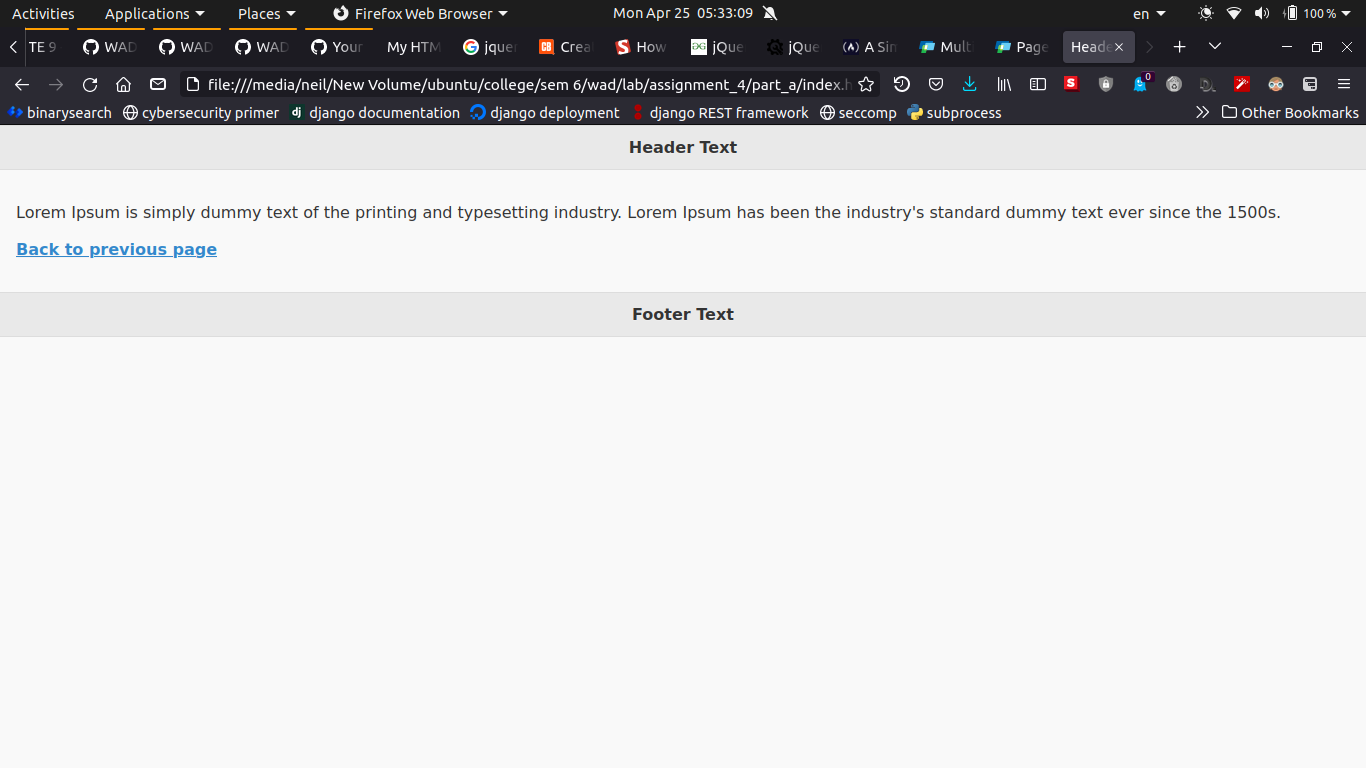 Activities Applications Places Firefox Web Browser Mon Apr 25 05:33:09 en 100 %
TE 9 WAD WAD WAD Your My HTM jquer Crea How jQue jQue A Sin Mult Page Heade
file:///media/neil/New Volume/ubuntu/college/sem 6/wad/lab/assignment_4/part_a/index.h 0
binarysearch cybersecurity primer dj django documentation django deployment django REST framework seccomp subprocess Other Bookmarks
Header Text
Lorem Ipsum is simply dummy text of the printing and typesetting industry. Lorem Ipsum has been the industry's standard dummy text ever since the 1500s.
Back to previous page
Footer Text